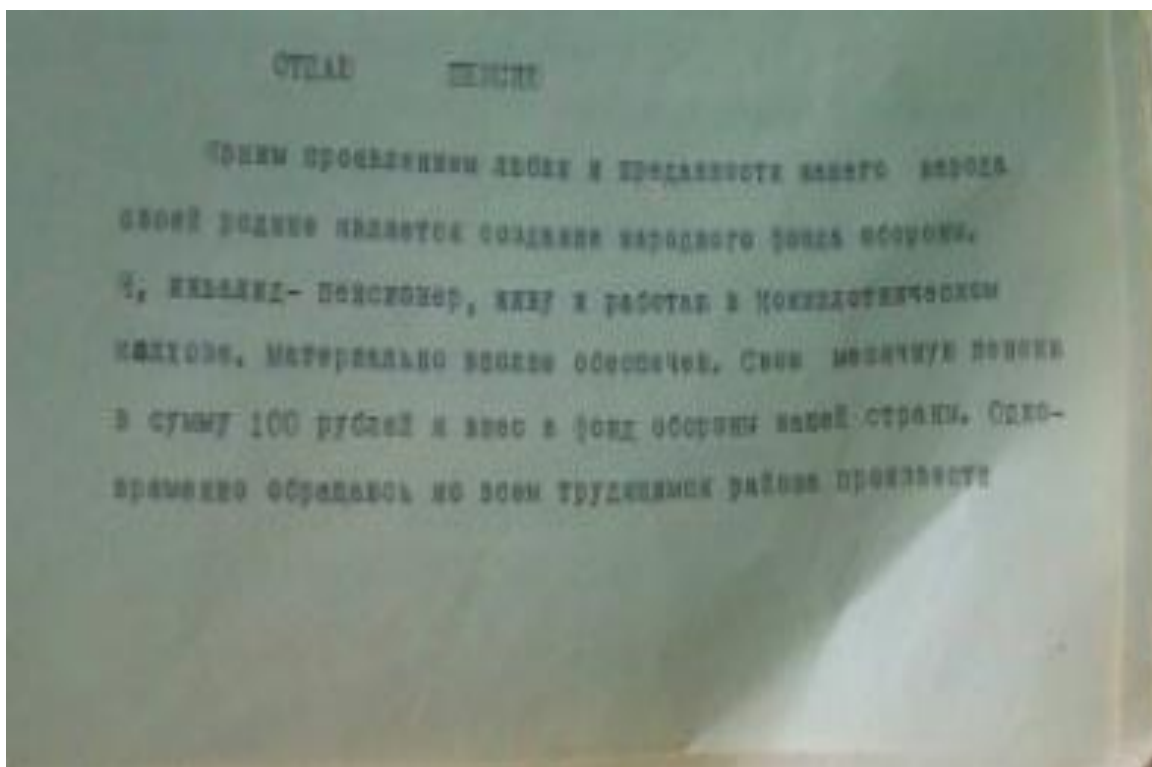 ОТДАЮ ПЕНСИЮ
Ярким проявлением любви и преданности нашего народа
своей родине является создание народного фонда обороны.
Я, инвалид- пенсионер, живу и работаю в
колхозе. Материально вполне обеспечен. Свою месячную пенсию
в сумму 100 рублей я внес в фонд обороны нашей страны. Одно-
временно обращаюсь ко всем трудящимся района произвести